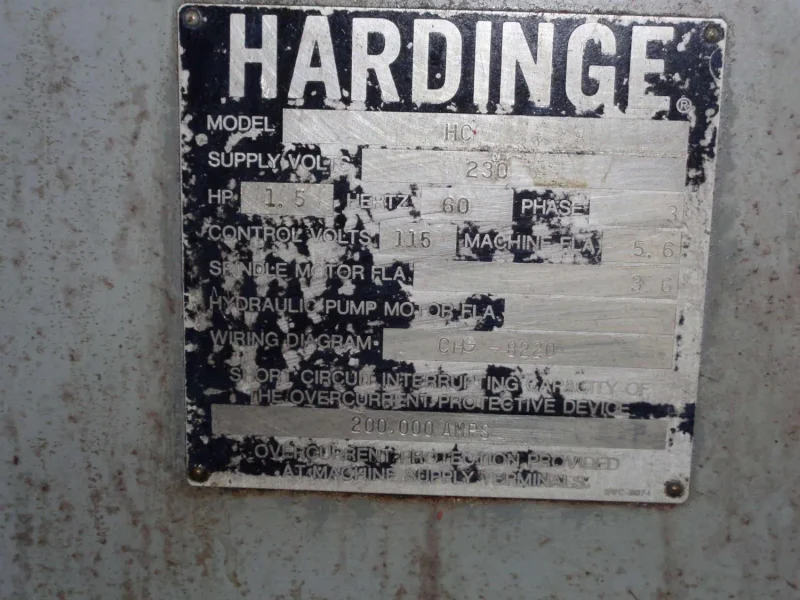 HARDINGE®
MODEL HC
SUPPLY VOLTS 230
HP 1.5 HERTZ 60 PHASE 3
CONTROL VOLTS 115 MACHINE FLA 5.6
SPINDLE MOTOR FLA 3.6
HYDRAULIC PUMP MOTOR FLA
WIRING DIAGRAM
SHORT CIRCUIT INTERRUPTING CAPACITY OF
THE OVERCURRENT PROTECTIVE DEVICE
200,000 AMPS
OVERCURRENT PROTECTION PROVIDED
AT MACHINE SUPPLY TERMINALS